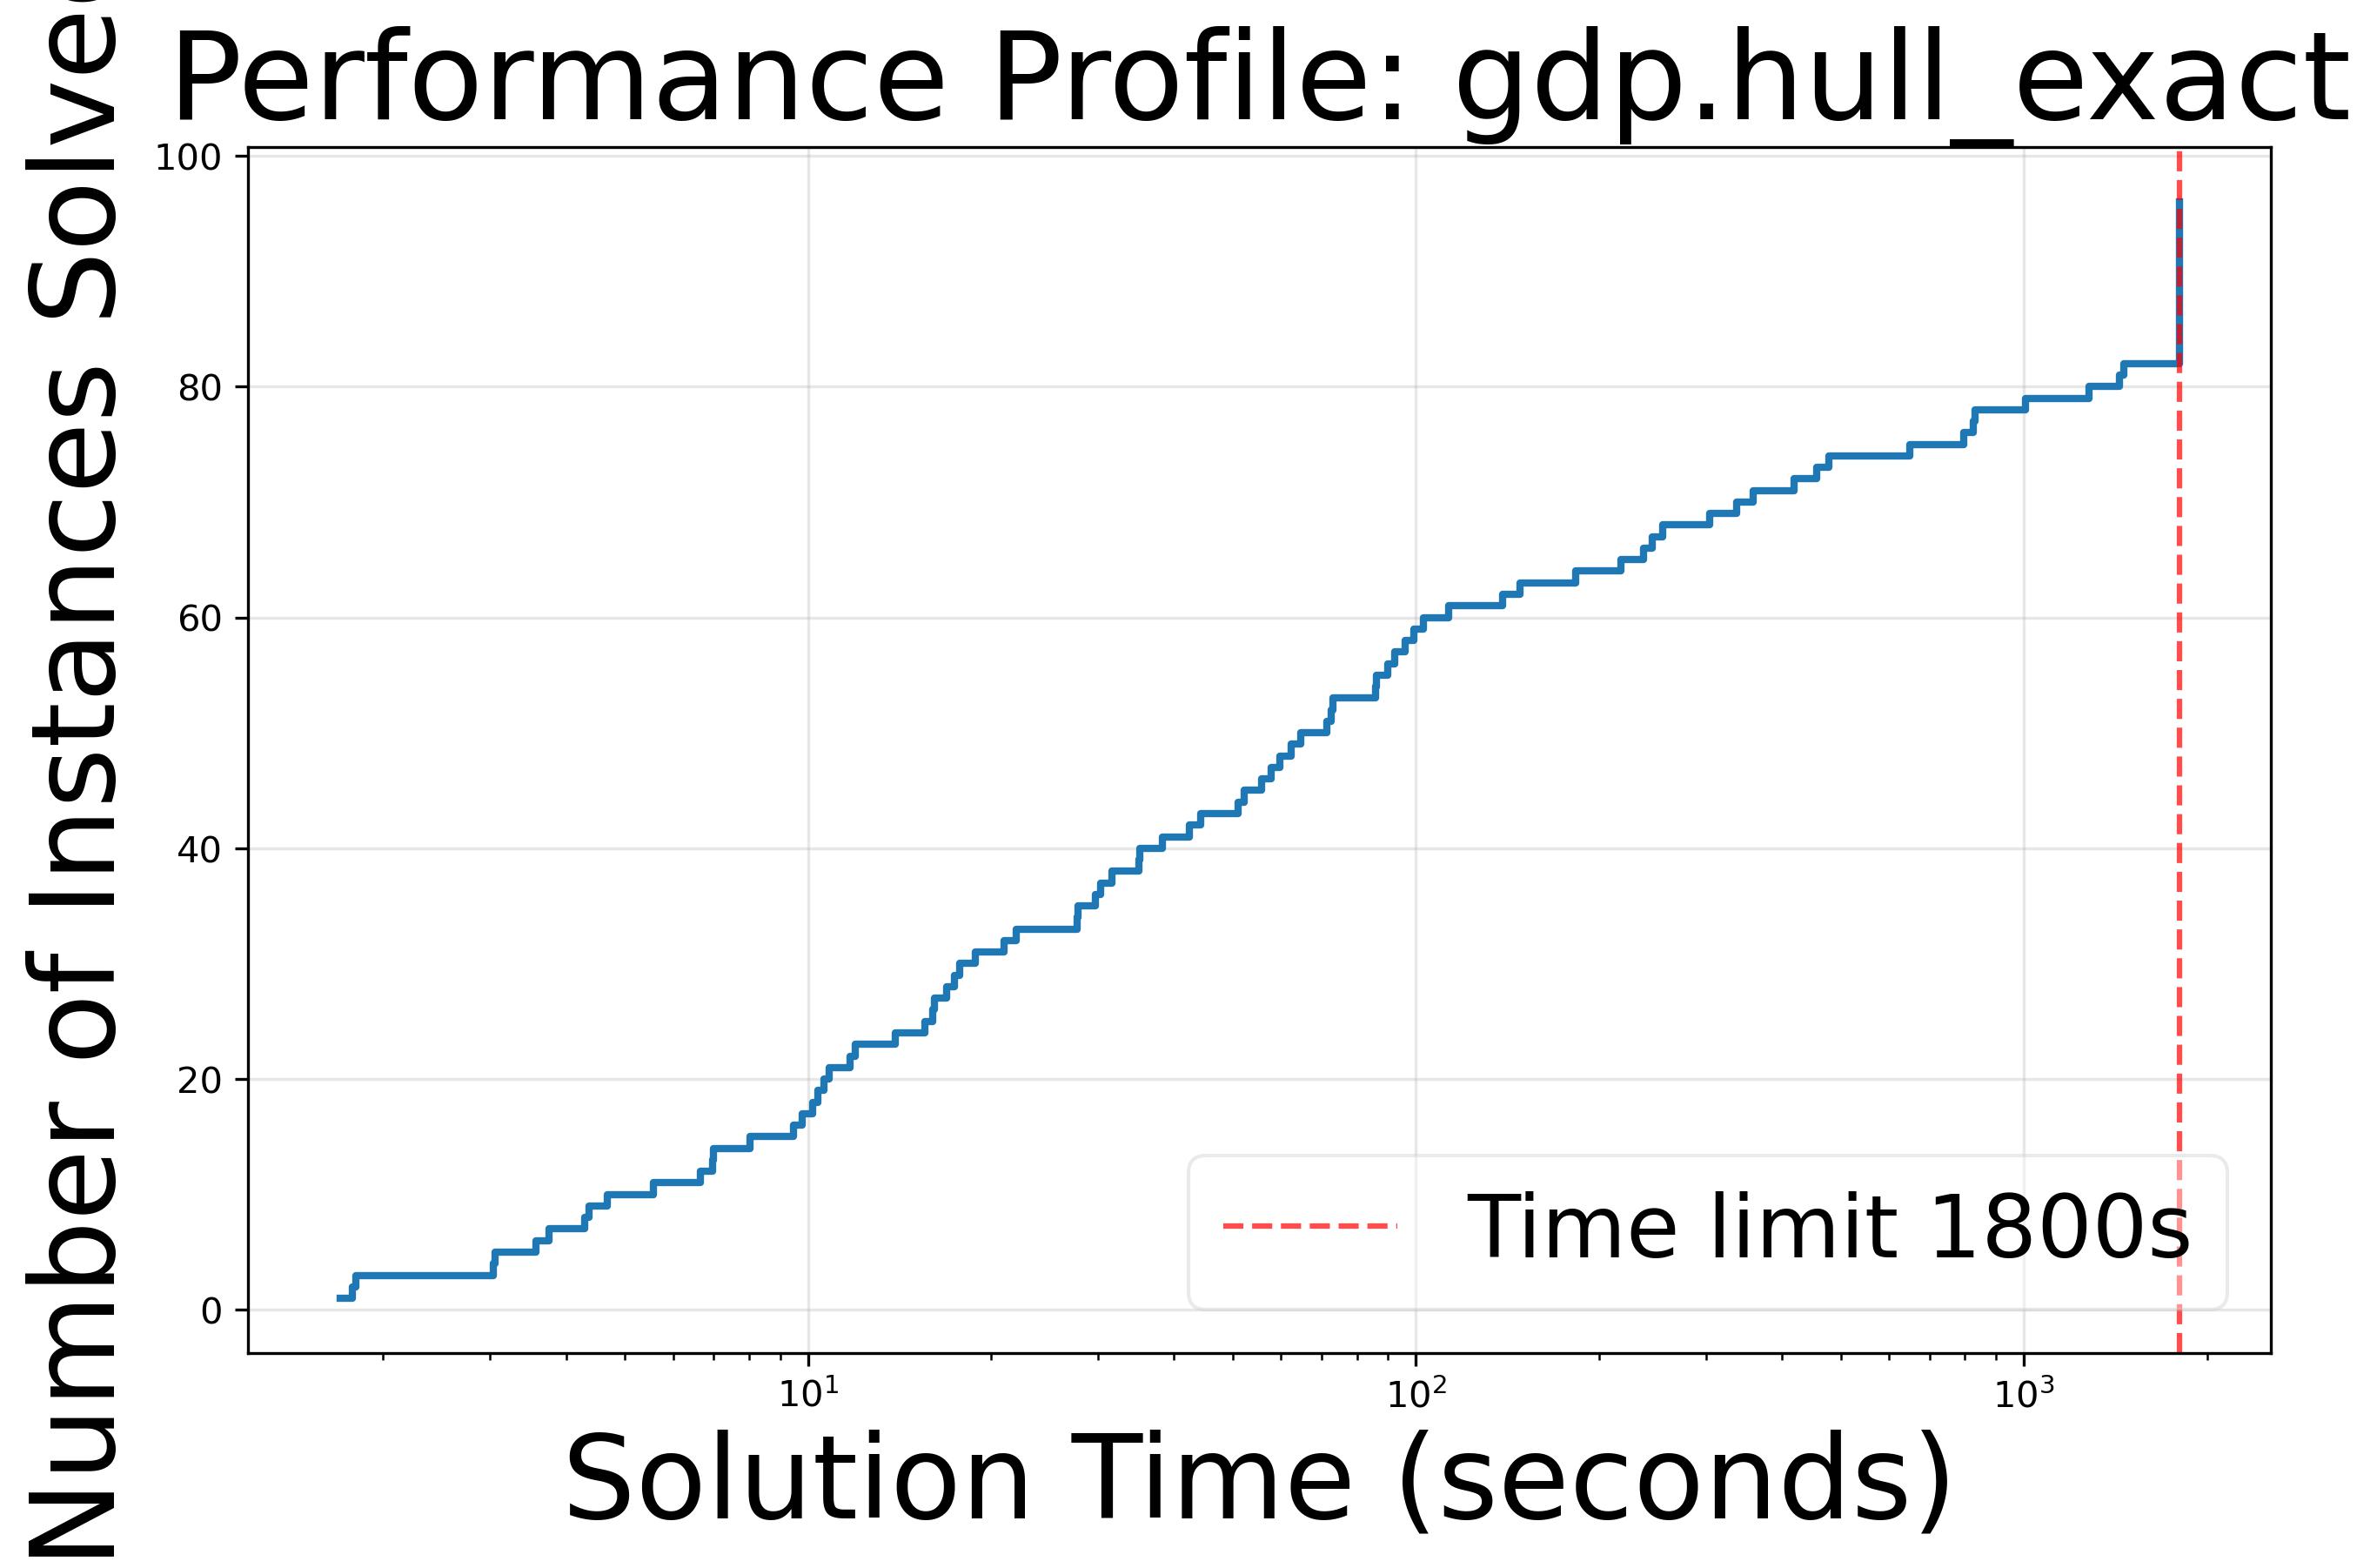 Performance Profile: gdp.hull_exact
Number of Instances Solve
100
80
60
40
20
0
Time limit 1800s
10¹
10²
10³
Solution Time (seconds)